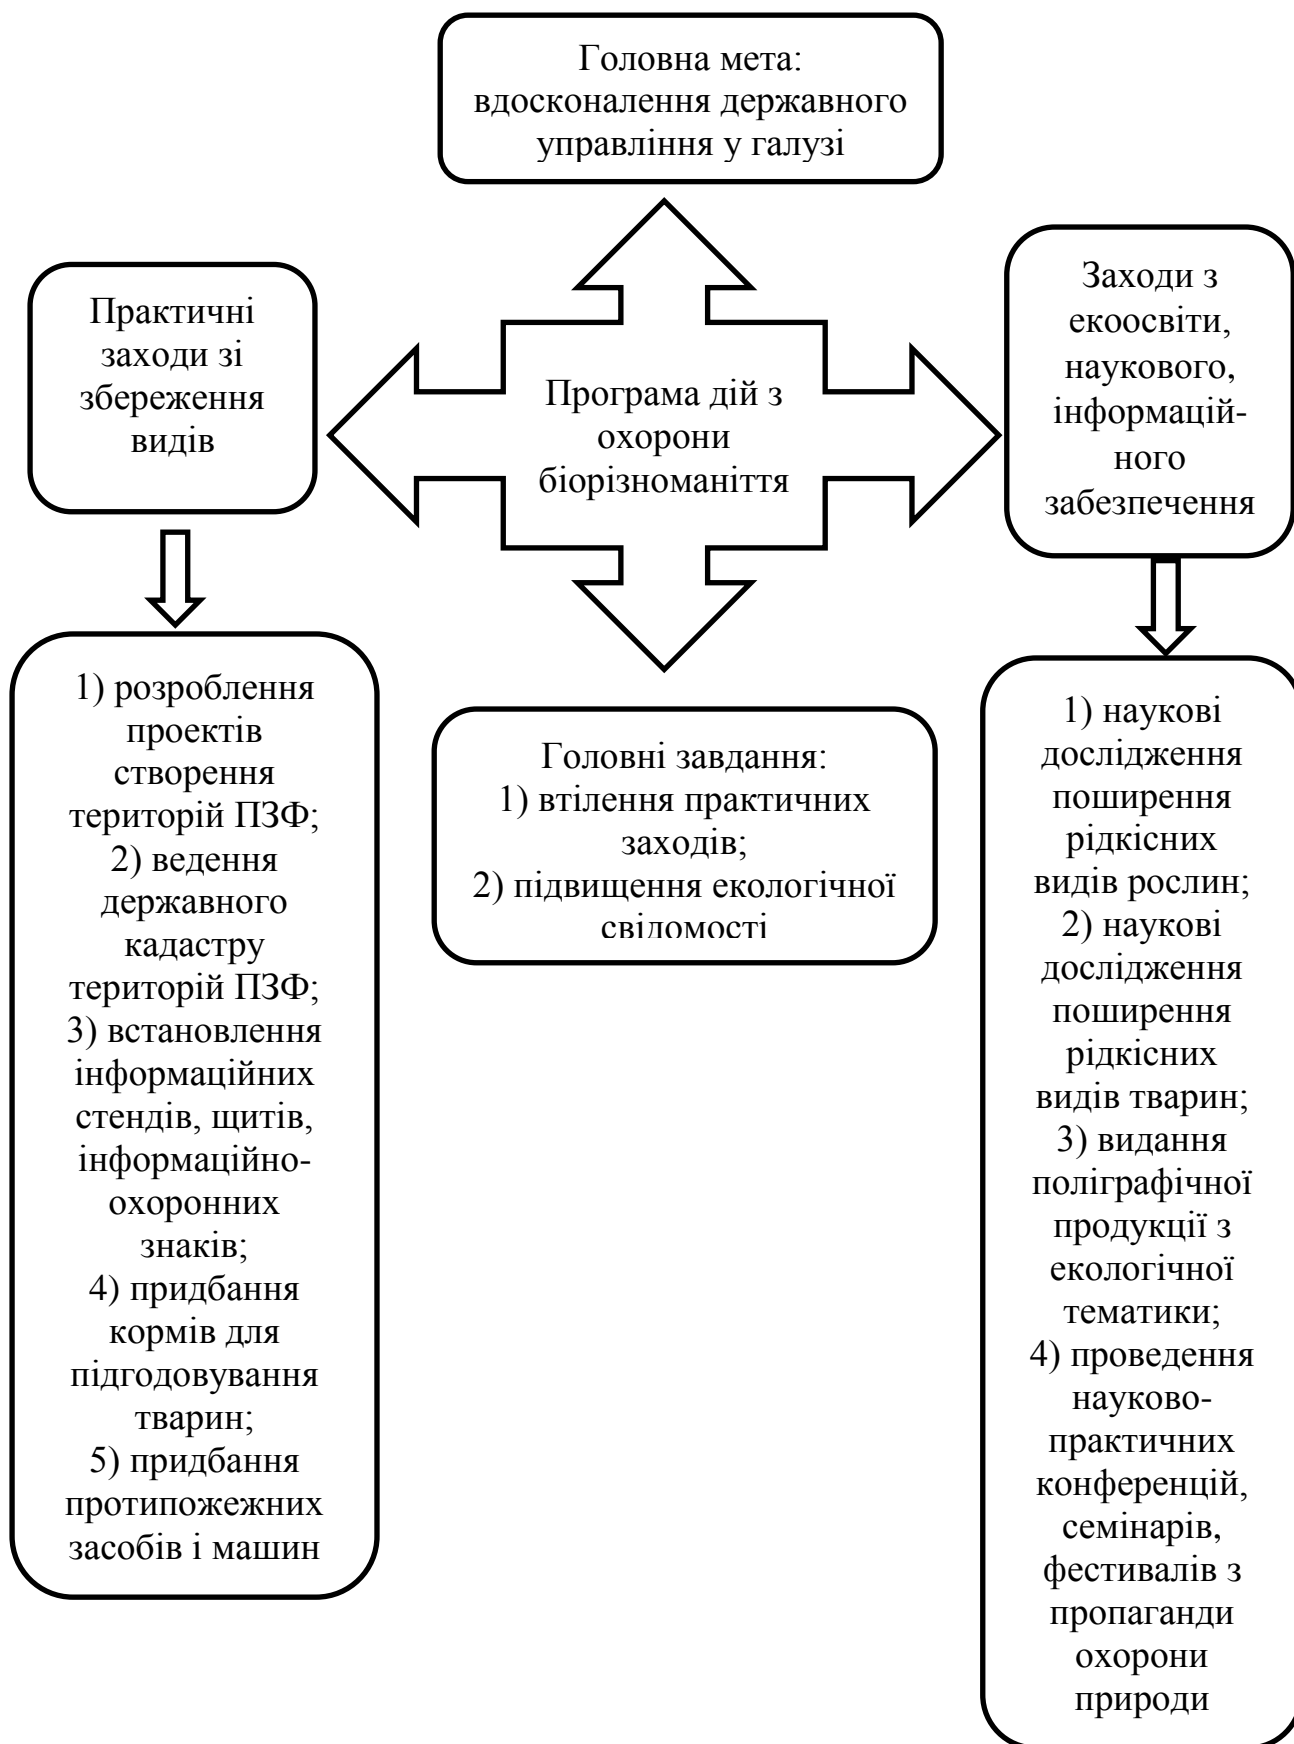 Головна мета:
вдосконалення державного
управління у галузі
Практичні
заходи зі
збереження
видів
Програма дій з
охорони
біорізноманіття
Заходи з
екоосвіти,
наукового,
інформацій-
ного
забезпечення
1) розроблення
проектів
створення
територій ПЗФ;
2) ведення
державного
кадастру
територій ПЗФ;
3) встановлення
інформаційних
стендів, щитів,
інформаційно-
охоронних
знаків;
4) придбання
кормів для
підгодовування
тварин;
5) придбання
протипожежних
засобів і машин
Головні завдання:
1) втілення практичних
заходів;
2) підвищення екологічної
свідомості
1) наукові
дослідження
поширення
рідкісних
видів рослин;
2) наукові
дослідження
поширення
рідкісних
видів тварин;
3) видання
поліграфічної
продукції з
екологічної
тематики;
4) проведення
науково-
практичних
конференцій,
семінарів,
фестивалів з
пропаганди
охорони
природи